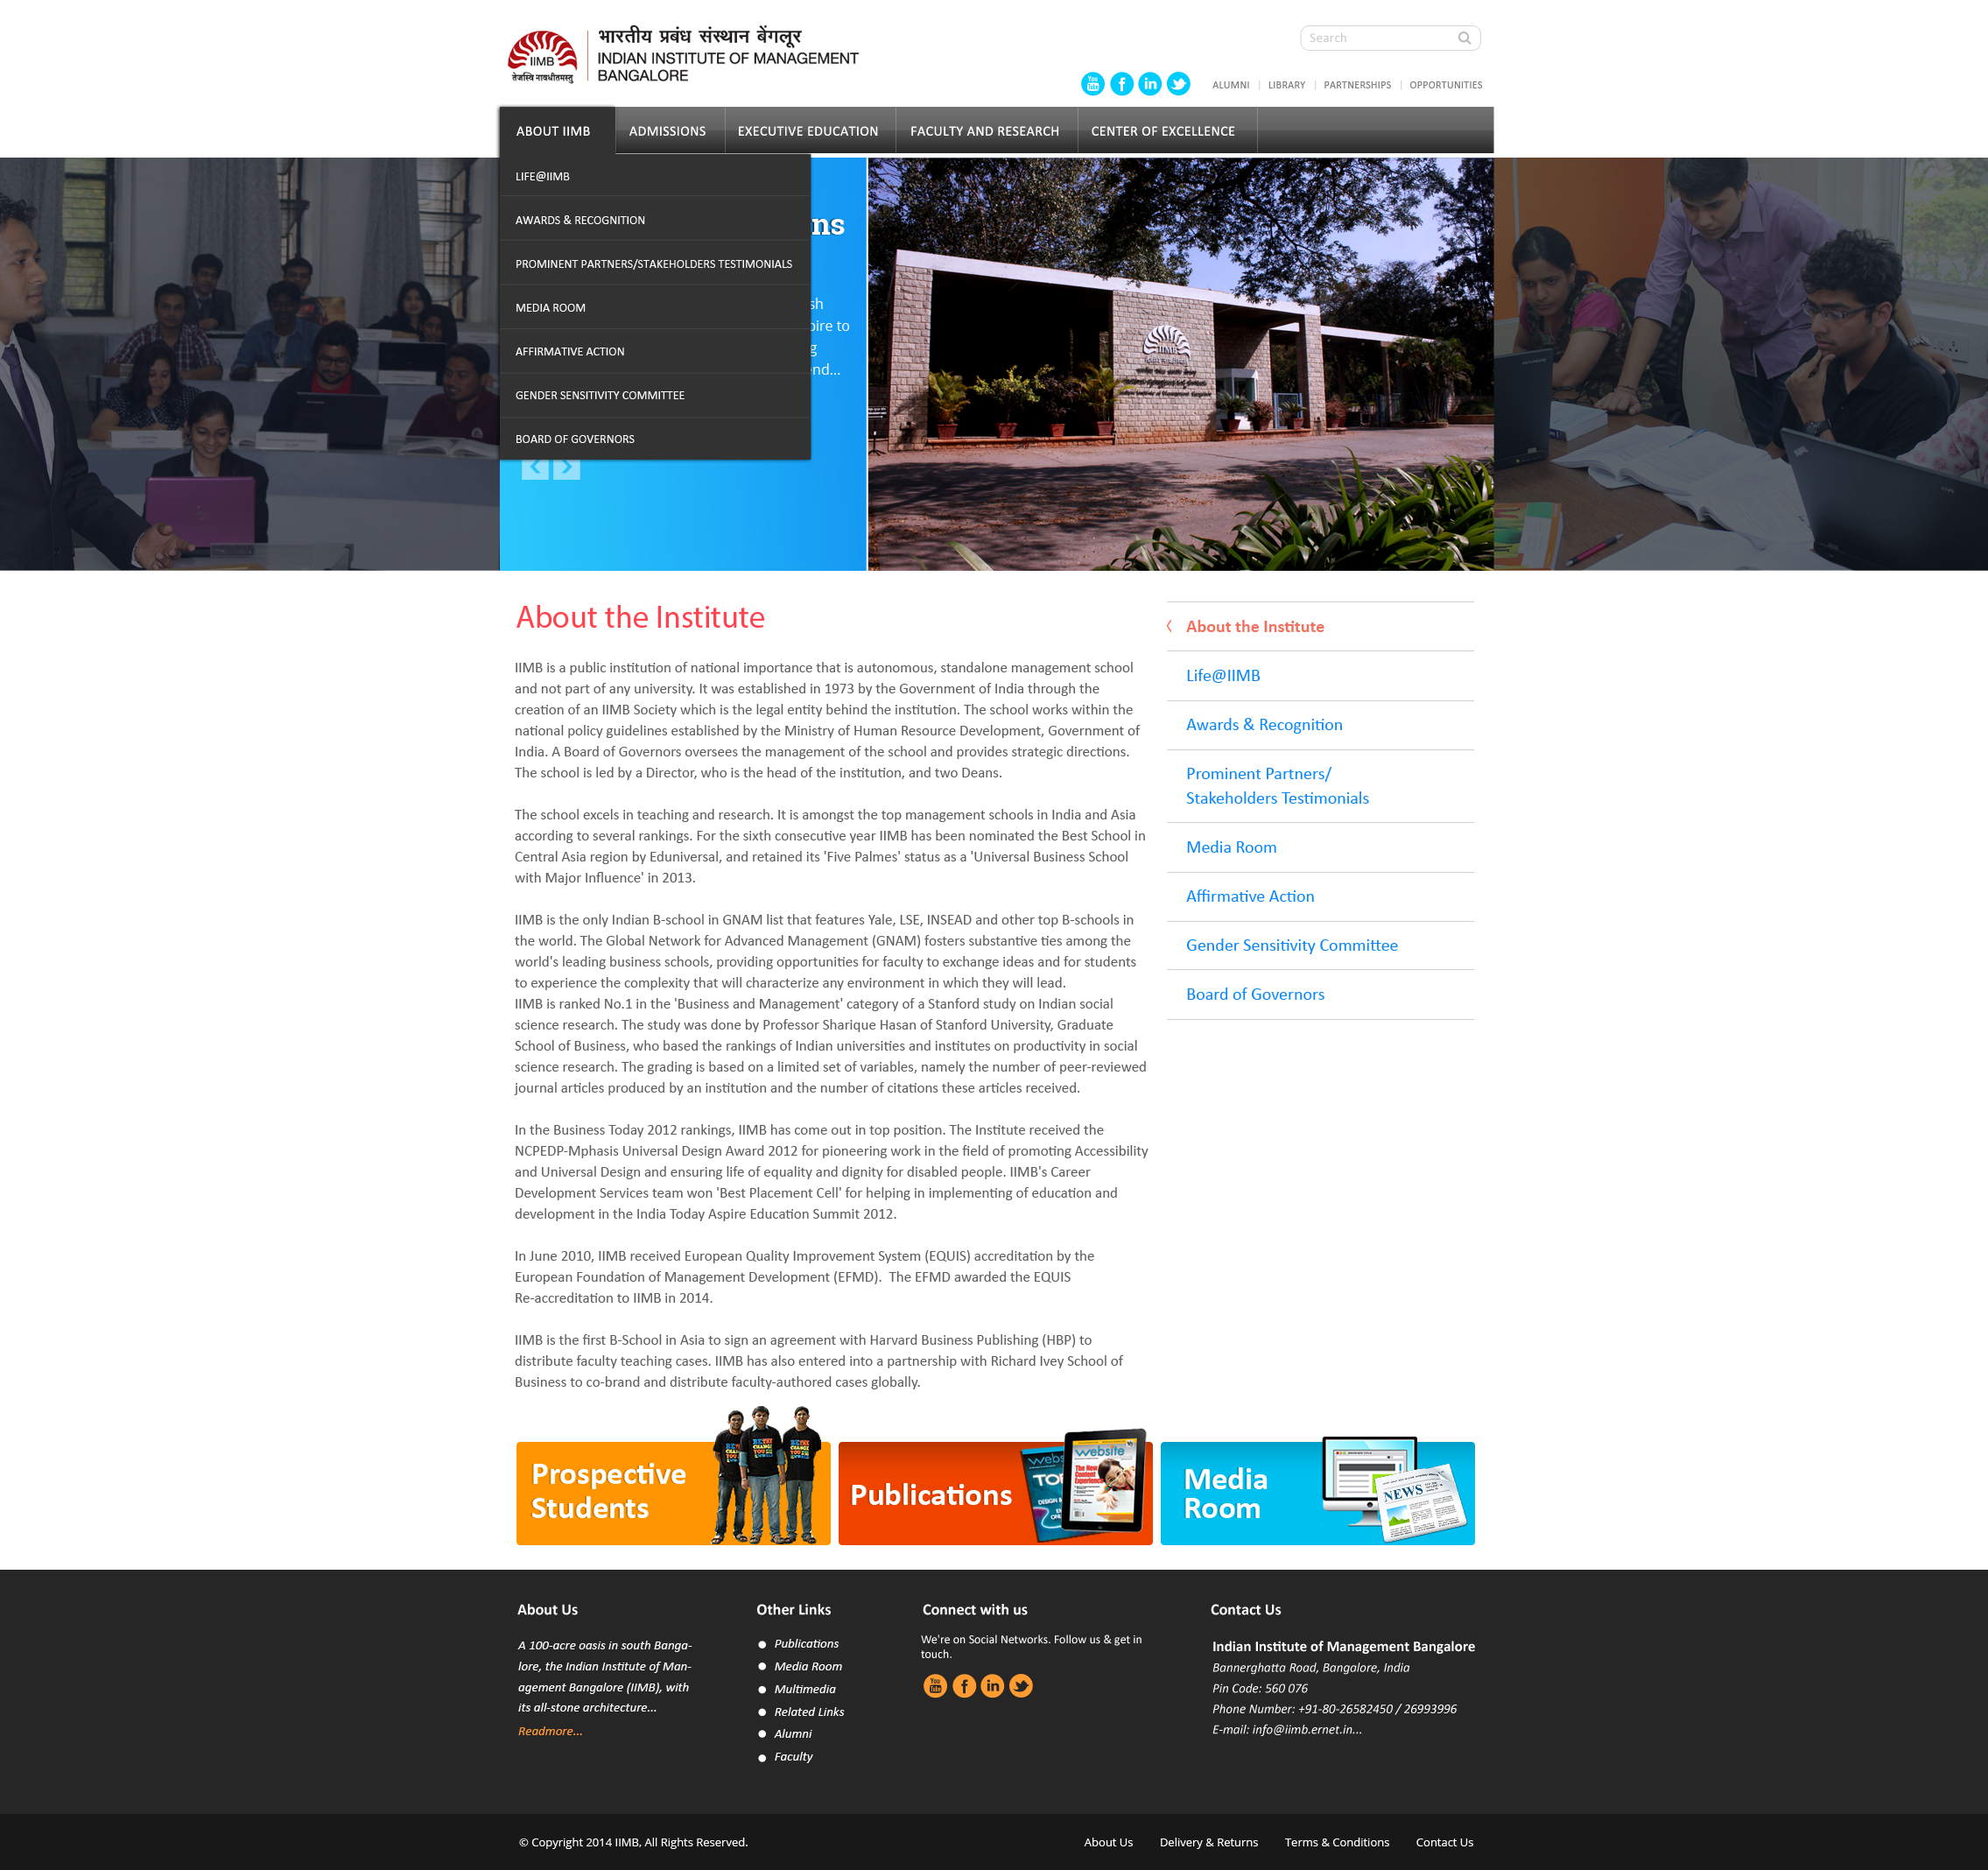 IIMB
तेजस्वि नावधीतमस्तु
भारतीय प्रबंध संस्थान बेंगलूर
INDIAN INSTITUTE OF MANAGEMENT
BANGALORE
Search
You Tube
ALUMNI | LIBRARY | PARTNERSHIPS | OPPORTUNITIES
ABOUT IIMB
ADMISSIONS
EXECUTIVE EDUCATION
FACULTY AND RESEARCH
CENTER OF EXCELLENCE
LIFE@IIMB
AWARDS & RECOGNITION
PROMINENT PARTNERS/STAKEHOLDERS TESTIMONIALS
MEDIA ROOM
AFFIRMATIVE ACTION
GENDER SENSITIVITY COMMITTEE
BOARD OF GOVERNORS
IIMB
About the Institute
IIMB is a public institution of national importance that is autonomous, standalone management school
and not part of any university. It was established in 1973 by the Government of India through the
creation of an IIMB Society which is the legal entity behind the institution. The school works within the
national policy guidelines established by the Ministry of Human Resource Development, Government of
India. A Board of Governors oversees the management of the school and provides strategic directions.
The school is led by a Director, who is the head of the institution, and two Deans.
The school excels in teaching and research. It is amongst the top management schools in India and Asia
according to several rankings. For the sixth consecutive year IIMB has been nominated the Best School in
Central Asia region by Eduniversal, and retained its 'Five Palmes' status as a 'Universal Business School
with Major Influence' in 2013.
IIMB is the only Indian B-school in GNAM list that features Yale, LSE, INSEAD and other top B-schools in
the world. The Global Network for Advanced Management (GNAM) fosters substantive ties among the
world's leading business schools, providing opportunities for faculty to exchange ideas and for students
to experience the complexity that will characterize any environment in which they will lead.
IIMB is ranked No.1 in the 'Business and Management' category of a Stanford study on Indian social
science research. The study was done by Professor Sharique Hasan of Stanford University, Graduate
School of Business, who based the rankings of Indian universities and institutes on productivity in social
science research. The grading is based on a limited set of variables, namely the number of peer-reviewed
journal articles produced by an institution and the number of citations these articles received.
In the Business Today 2012 rankings, IIMB has come out in top position. The Institute received the
NCPEDP-Mphasis Universal Design Award 2012 for pioneering work in the field of promoting Accessibility
and Universal Design and ensuring life of equality and dignity for disabled people. IIMB's Career
Development Services team won 'Best Placement Cell' for helping in implementing of education and
development in the India Today Aspire Education Summit 2012.
In June 2010, IIMB received European Quality Improvement System (EQUIS) accreditation by the
European Foundation of Management Development (EFMD). The EFMD awarded the EQUIS
Re-accreditation to IIMB in 2014.
IIMB is the first B-School in Asia to sign an agreement with Harvard Business Publishing (HBP) to
distribute faculty teaching cases. IIMB has also entered into a partnership with Richard Ivey School of
Business to co-brand and distribute faculty-authored cases globally.
About the Institute
Life@IIMB
Awards & Recognition
Prominent Partners/
Stakeholders Testimonials
Media Room
Affirmative Action
Gender Sensitivity Committee
Board of Governors
Prospective
Students
BE THE
CHANGE
YOU
Publications
website
TOP
The New
Content
Experience
Media
Room
NEWS
About Us
A 100-acre oasis in south Banga-
lore, the Indian Institute of Man-
agement Bangalore (IIMB), with
its all-stone architecture...
Readmore...
Other Links
Publications
Media Room
Multimedia
Related Links
Alumni
Faculty
Connect with us
We're on Social Networks. Follow us & get in
touch.
You Tube
Contact Us
Indian Institute of Management Bangalore
Bannerghatta Road, Bangalore, India
Pin Code: 560 076
Phone Number: +91-80-26582450 / 26993996
E-mail: info@iimb.ernet.in...
© Copyright 2014 IIMB, All Rights Reserved.
About Us
Delivery & Returns
Terms & Conditions
Contact Us